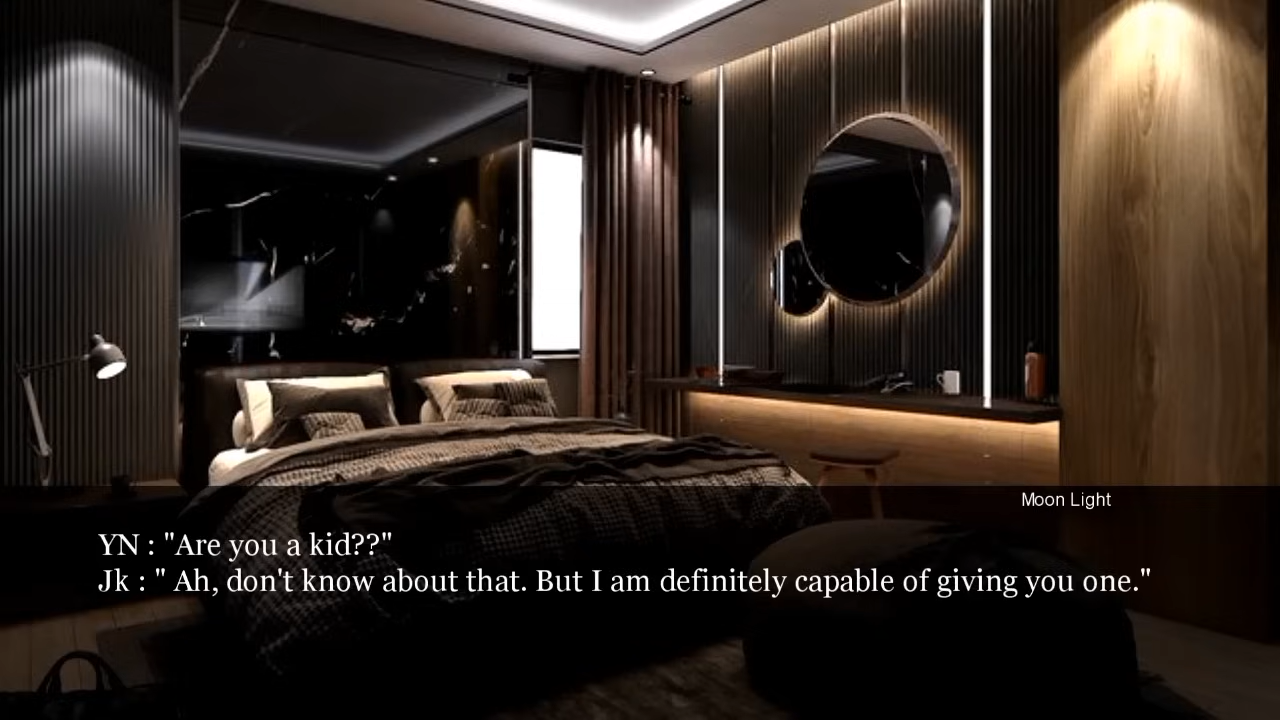 Moon Light
YN : "Are you a kid??"
Jk : " Ah, don't know about that. But I am definitely capable of giving you one."